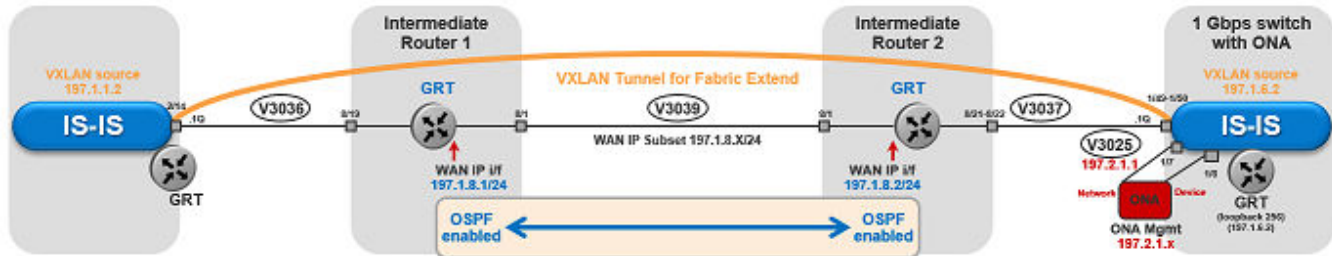 VXLAN source
197.1.1.2
IS-IS
2/14
.1Q
GRT
V3036
Intermediate
Router 1
GRT
8/19
8/1
WAN IP i/f
197.1.8.1/24
VXLAN Tunnel for Fabric Extend
V3039
WAN IP Subset 197.1.8.X/24
OSPF
enabled
OSPF
enabled
Intermediate
Router 2
GRT
8/1
8/21-8/22
WAN IP i/f
197.1.8.2/24
V3037
1 Gbps switch
with ONA
VXLAN source
197.1.6.2
1/49-1/50
.1Q
IS-IS
V3025
197.2.1.1
1/7
1/8
Network
Device
ONA
ONA Mgmt
197.2.1.x
GRT
(loopback 256)
(197.1.6.2)